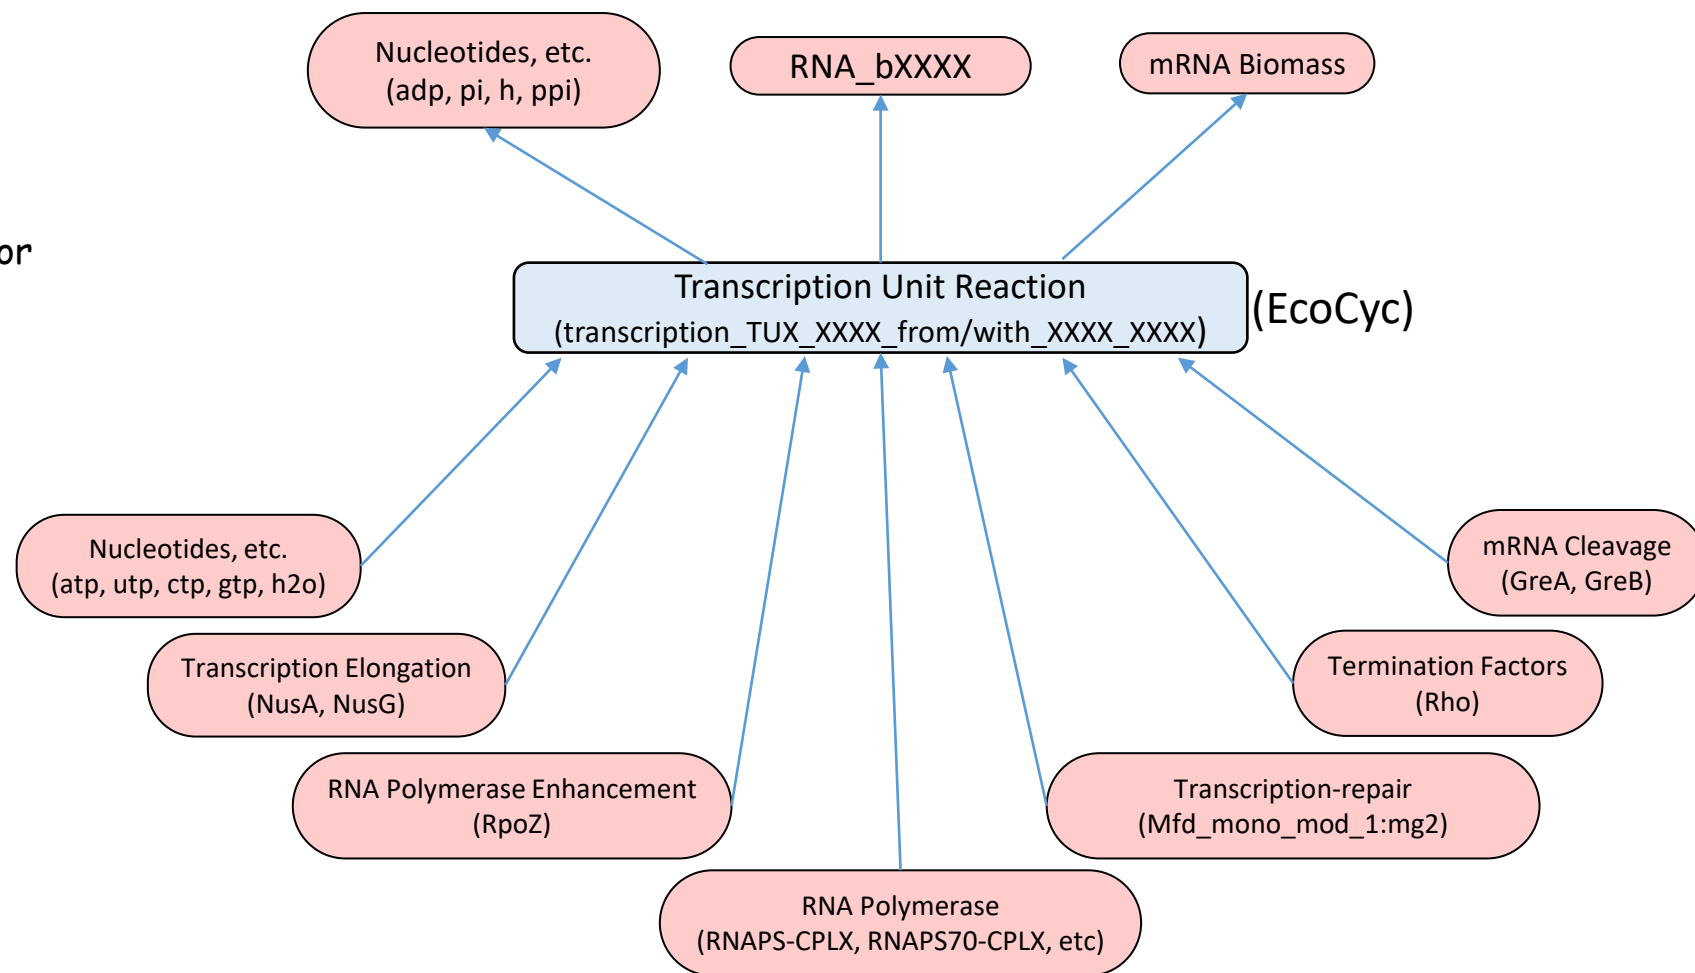 Nucleotides, etc.
(adp, pi, h, ppi)
RNA_bXXXX
mRNA Biomass
or
Transcription Unit Reaction
(transcription_TUX_XXXX_from/with_XXXX_XXXX)
(EcoCyc)
Nucleotides, etc.
(atp, utp, ctp, gtp, h2o)
mRNA Cleavage
(GreA, GreB)
Transcription Elongation
(NusA, NusG)
Termination Factors
(Rho)
RNA Polymerase Enhancement
(RpoZ)
Transcription-repair
(Mfd_mono_mod_1:mg2)
RNA Polymerase
(RNAPS-CPLX, RNAPS70-CPLX, etc)